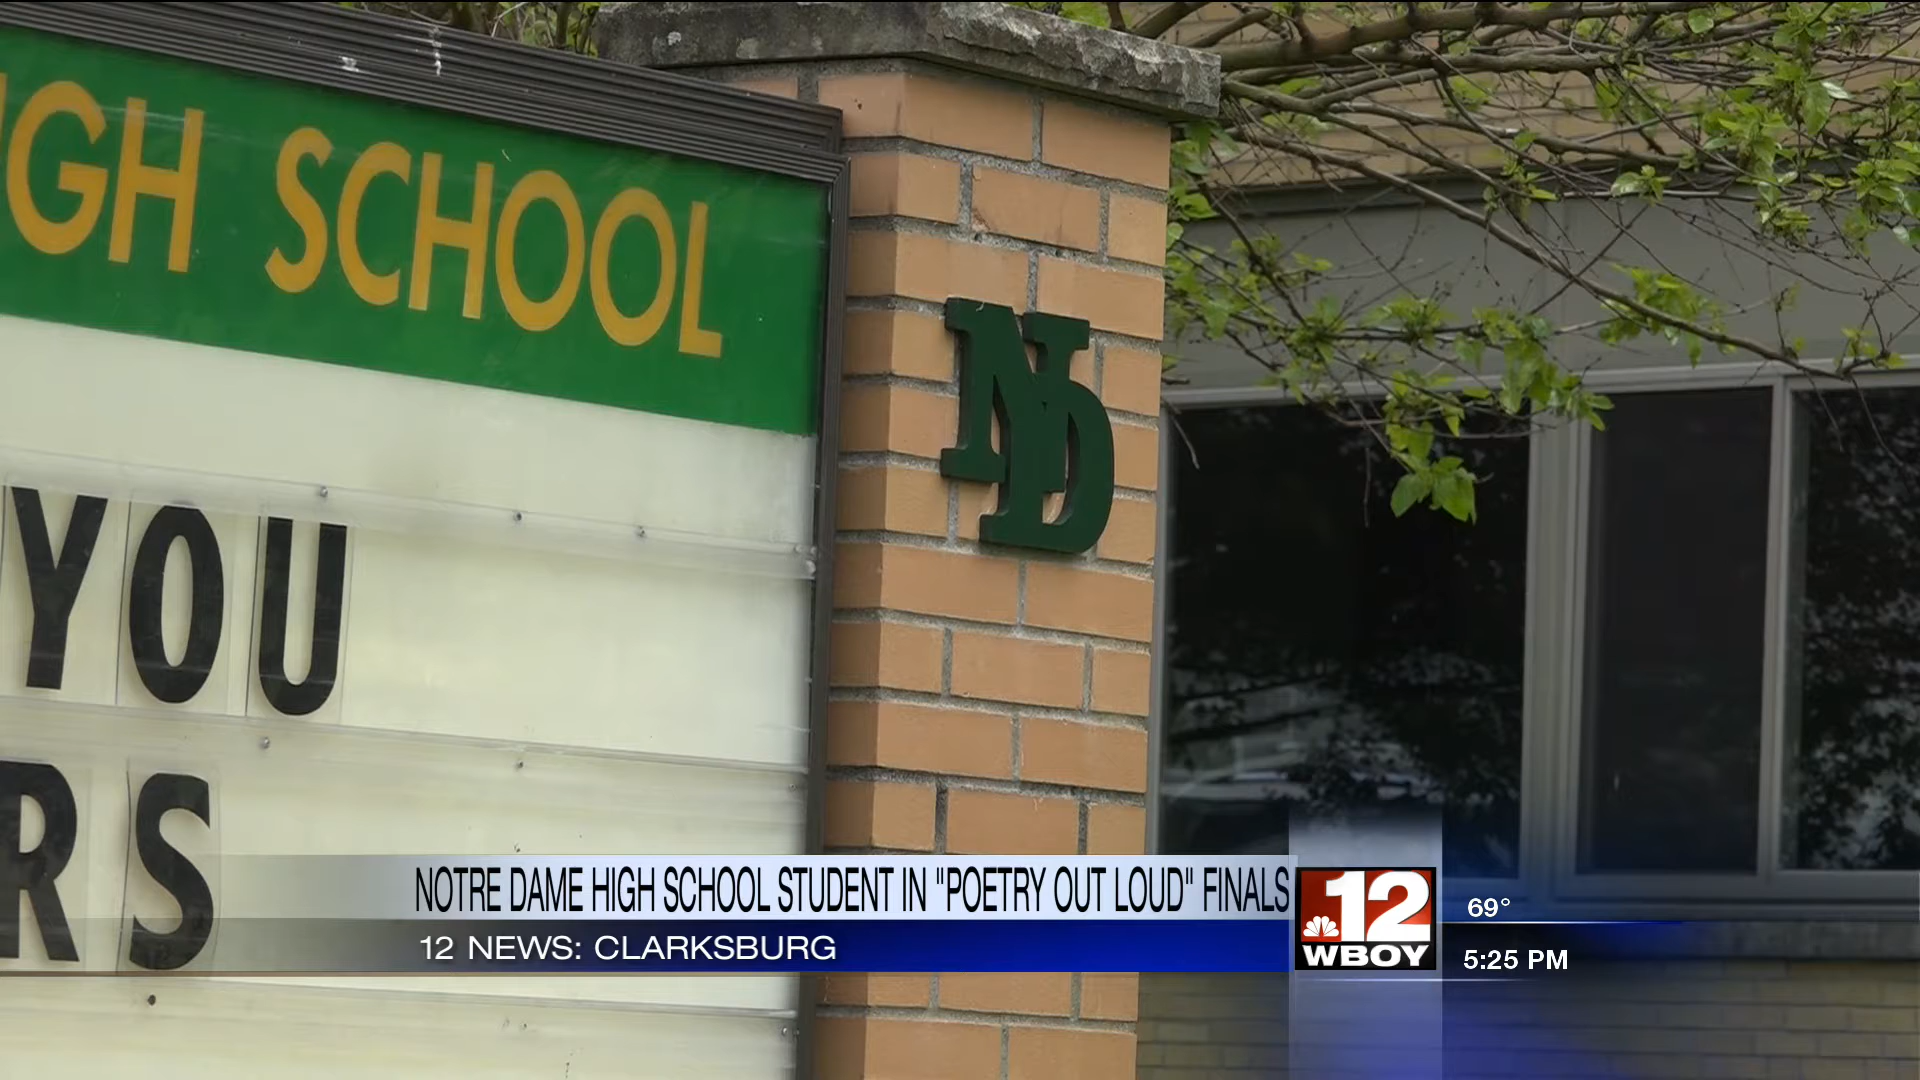 IGH SCHOOL
ND
YOU
RS
NOTRE DAME HIGH SCHOOL STUDENT IN "POETRY OUT LOUD" FINALS
12 NEWS: CLARKSBURG
12
WBOY
69°
5:25 PM